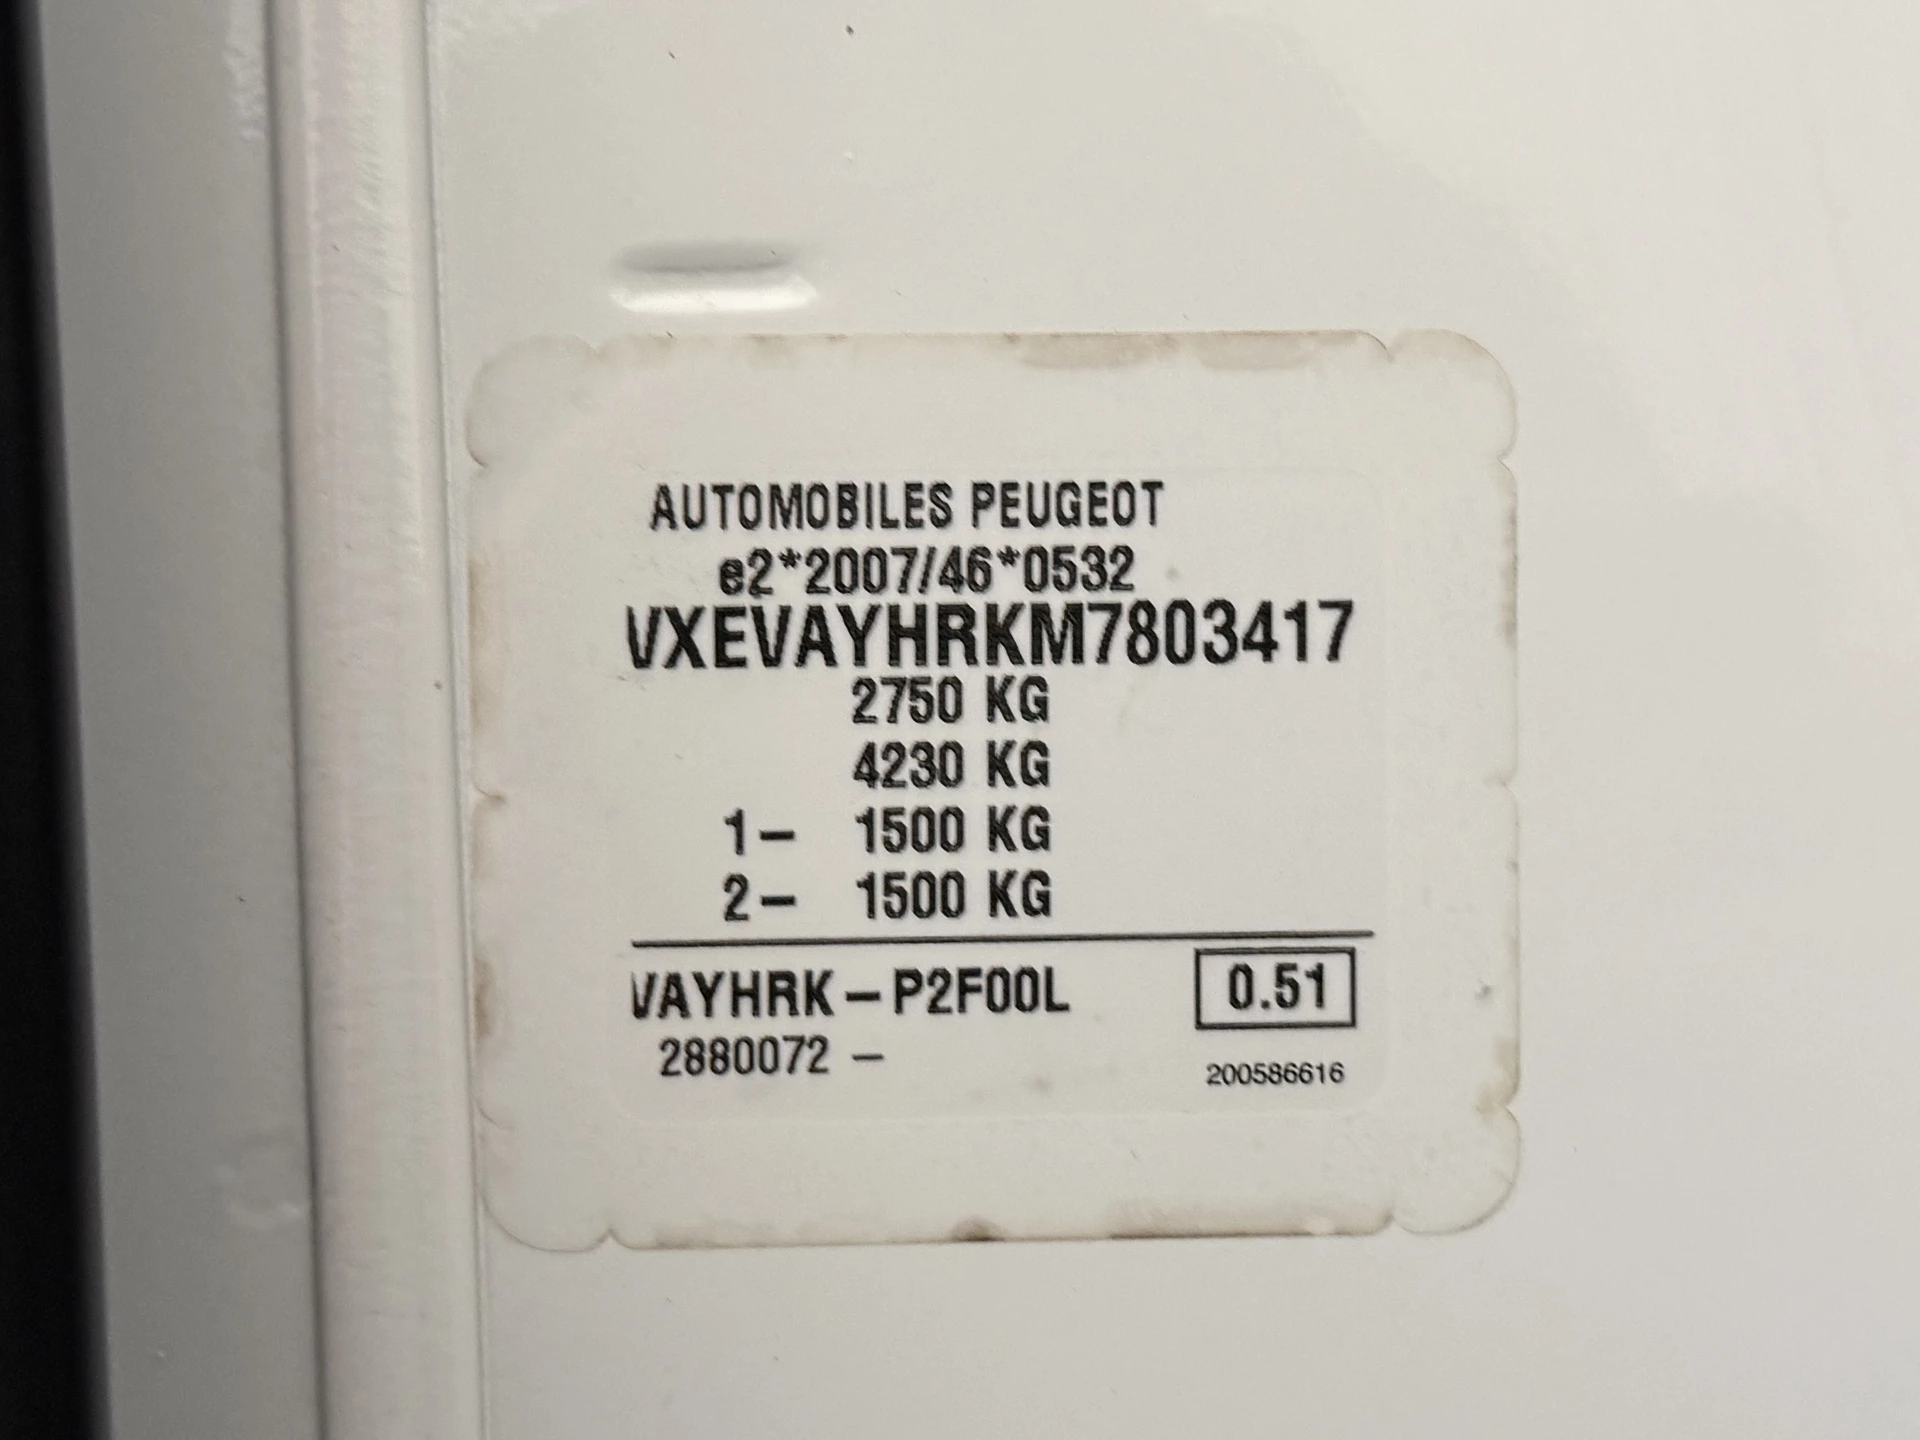 AUTOMOBILES PEUGEOT
e2*2007/46*0532
VXEVAYHRKM7803417
2750 KG
4230 KG
1- 1500 KG
2- 1500 KG
VAYHRK-P2F00L 0.51
2880072 - 200586616